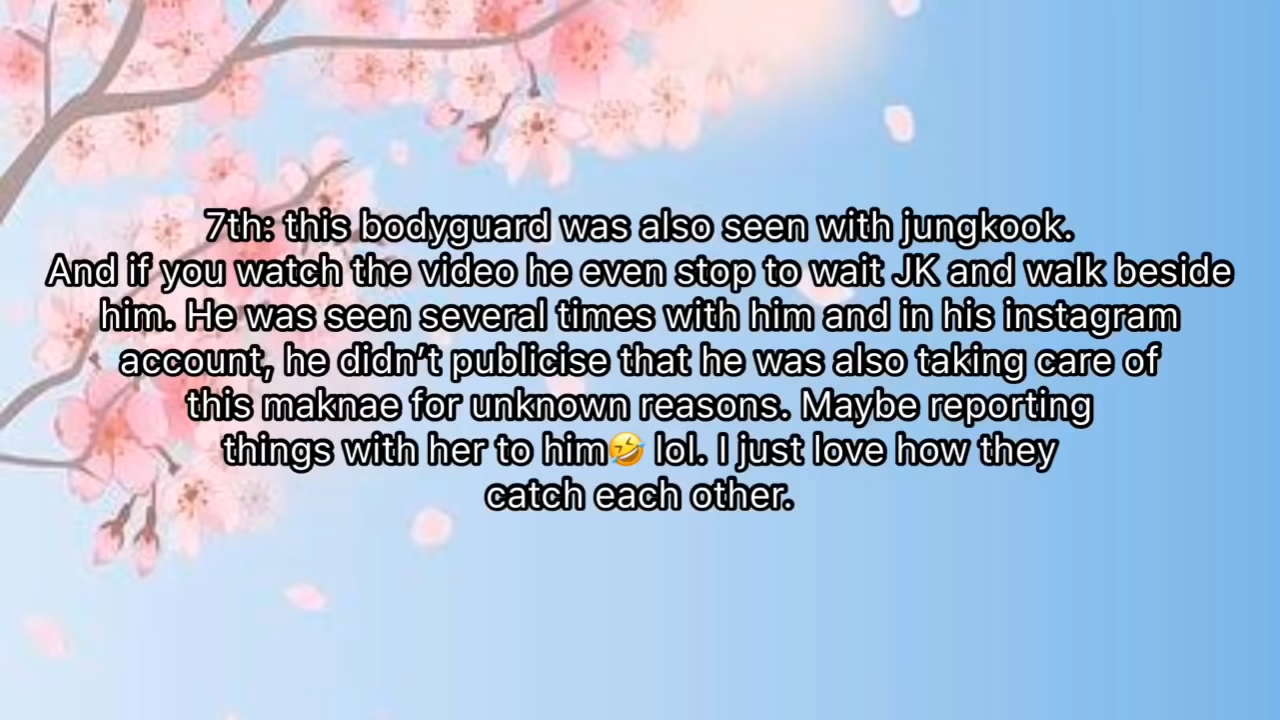 7th: this bodyguard was also seen with jungkook.
And if you watch the video he even stop to wait JK and walk beside
him. He was seen several times with him and in his instagram
account, he didn’t publicise that he was also taking care of
this maknae for unknown reasons. Maybe reporting
things with her to him🤣 lol. I just love how they
catch each other.